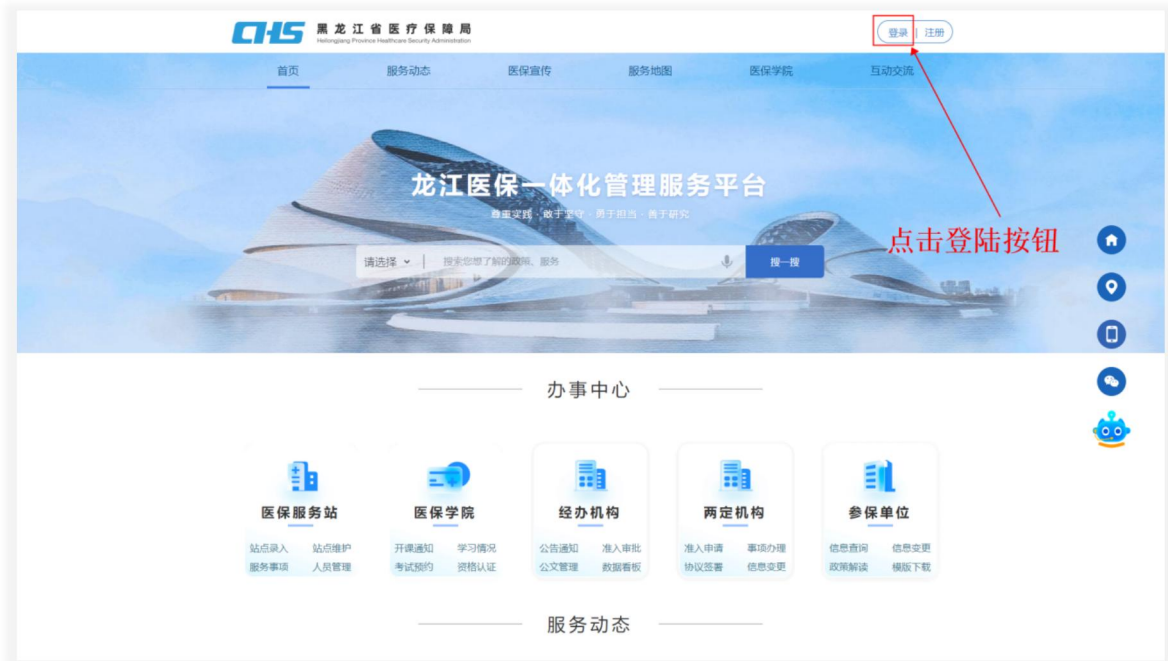 CHS 黑龙江省医疗保障局
Heilongjiang Province Healthcare Security Administration
登录 | 注册
首页 服务动态 医保宣传 服务地图 医保学院 互动交流
龙江医保一体化管理服务平台
尊重实践·敢于坚守·勇于担当·善于研究
点击登陆按钮
请选择 搜索您想了解的政策、服务 搜一搜
办事中心
医保服务站 医保学院 经办机构 两定机构 参保单位
站点录入 站点维护 开课通知 学习情况 公告通知 准入审批 准入申请 事项办理 信息查询 信息变更
服务事项 人员管理 考试预约 资格认证 公文管理 数据看板 协议签署 信息变更 政策解读 模版下载
服务动态